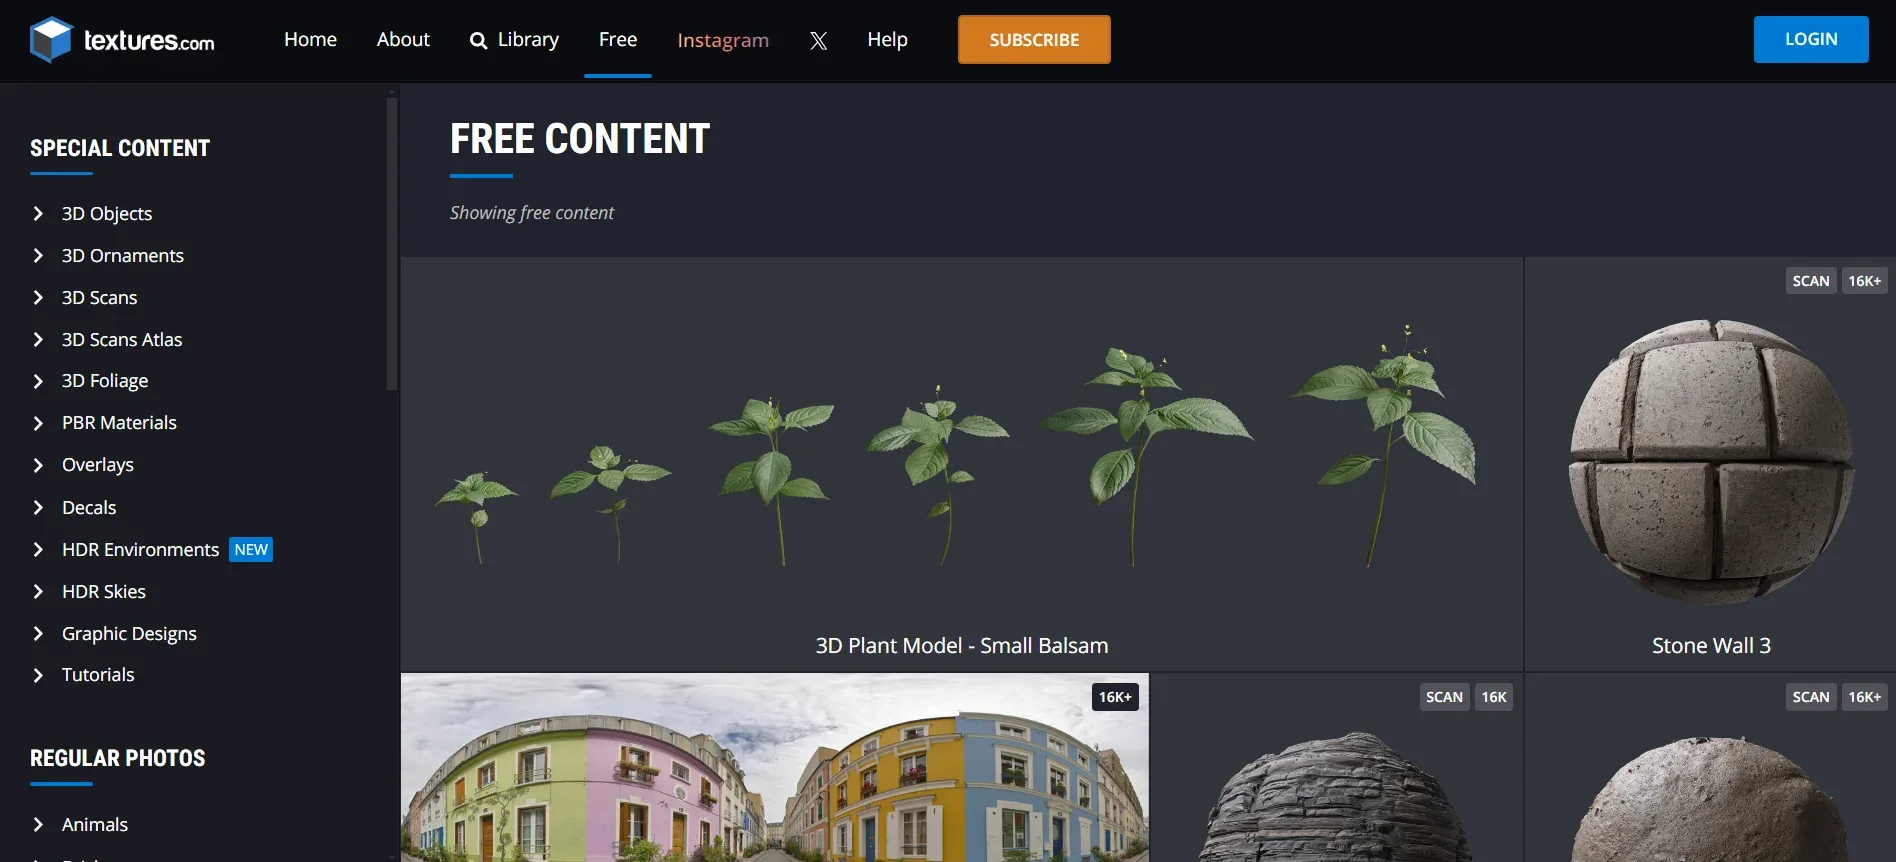 textures.com
Home About Library Free Instagram X Help SUBSCRIBE LOGIN
SPECIAL CONTENT
3D Objects
3D Ornaments
3D Scans
3D Scans Atlas
3D Foliage
PBR Materials
Overlays
Decals
HDR Environments NEW
HDR Skies
Graphic Designs
Tutorials
REGULAR PHOTOS
Animals
FREE CONTENT
Showing free content
3D Plant Model - Small Balsam
SCAN 16K+
Stone Wall 3
16K+
SCAN 16K
SCAN 16K+